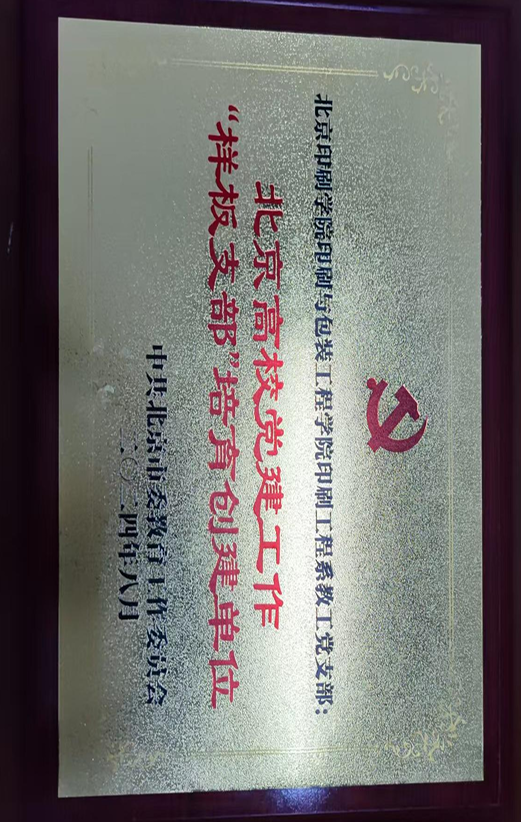 北京印刷学院印刷与包装工程学院印刷工程系教工党支部：
北京高校党建工作
“样板支部”培育创建单位
中共北京市委教育工作委员会
二〇二四年八月